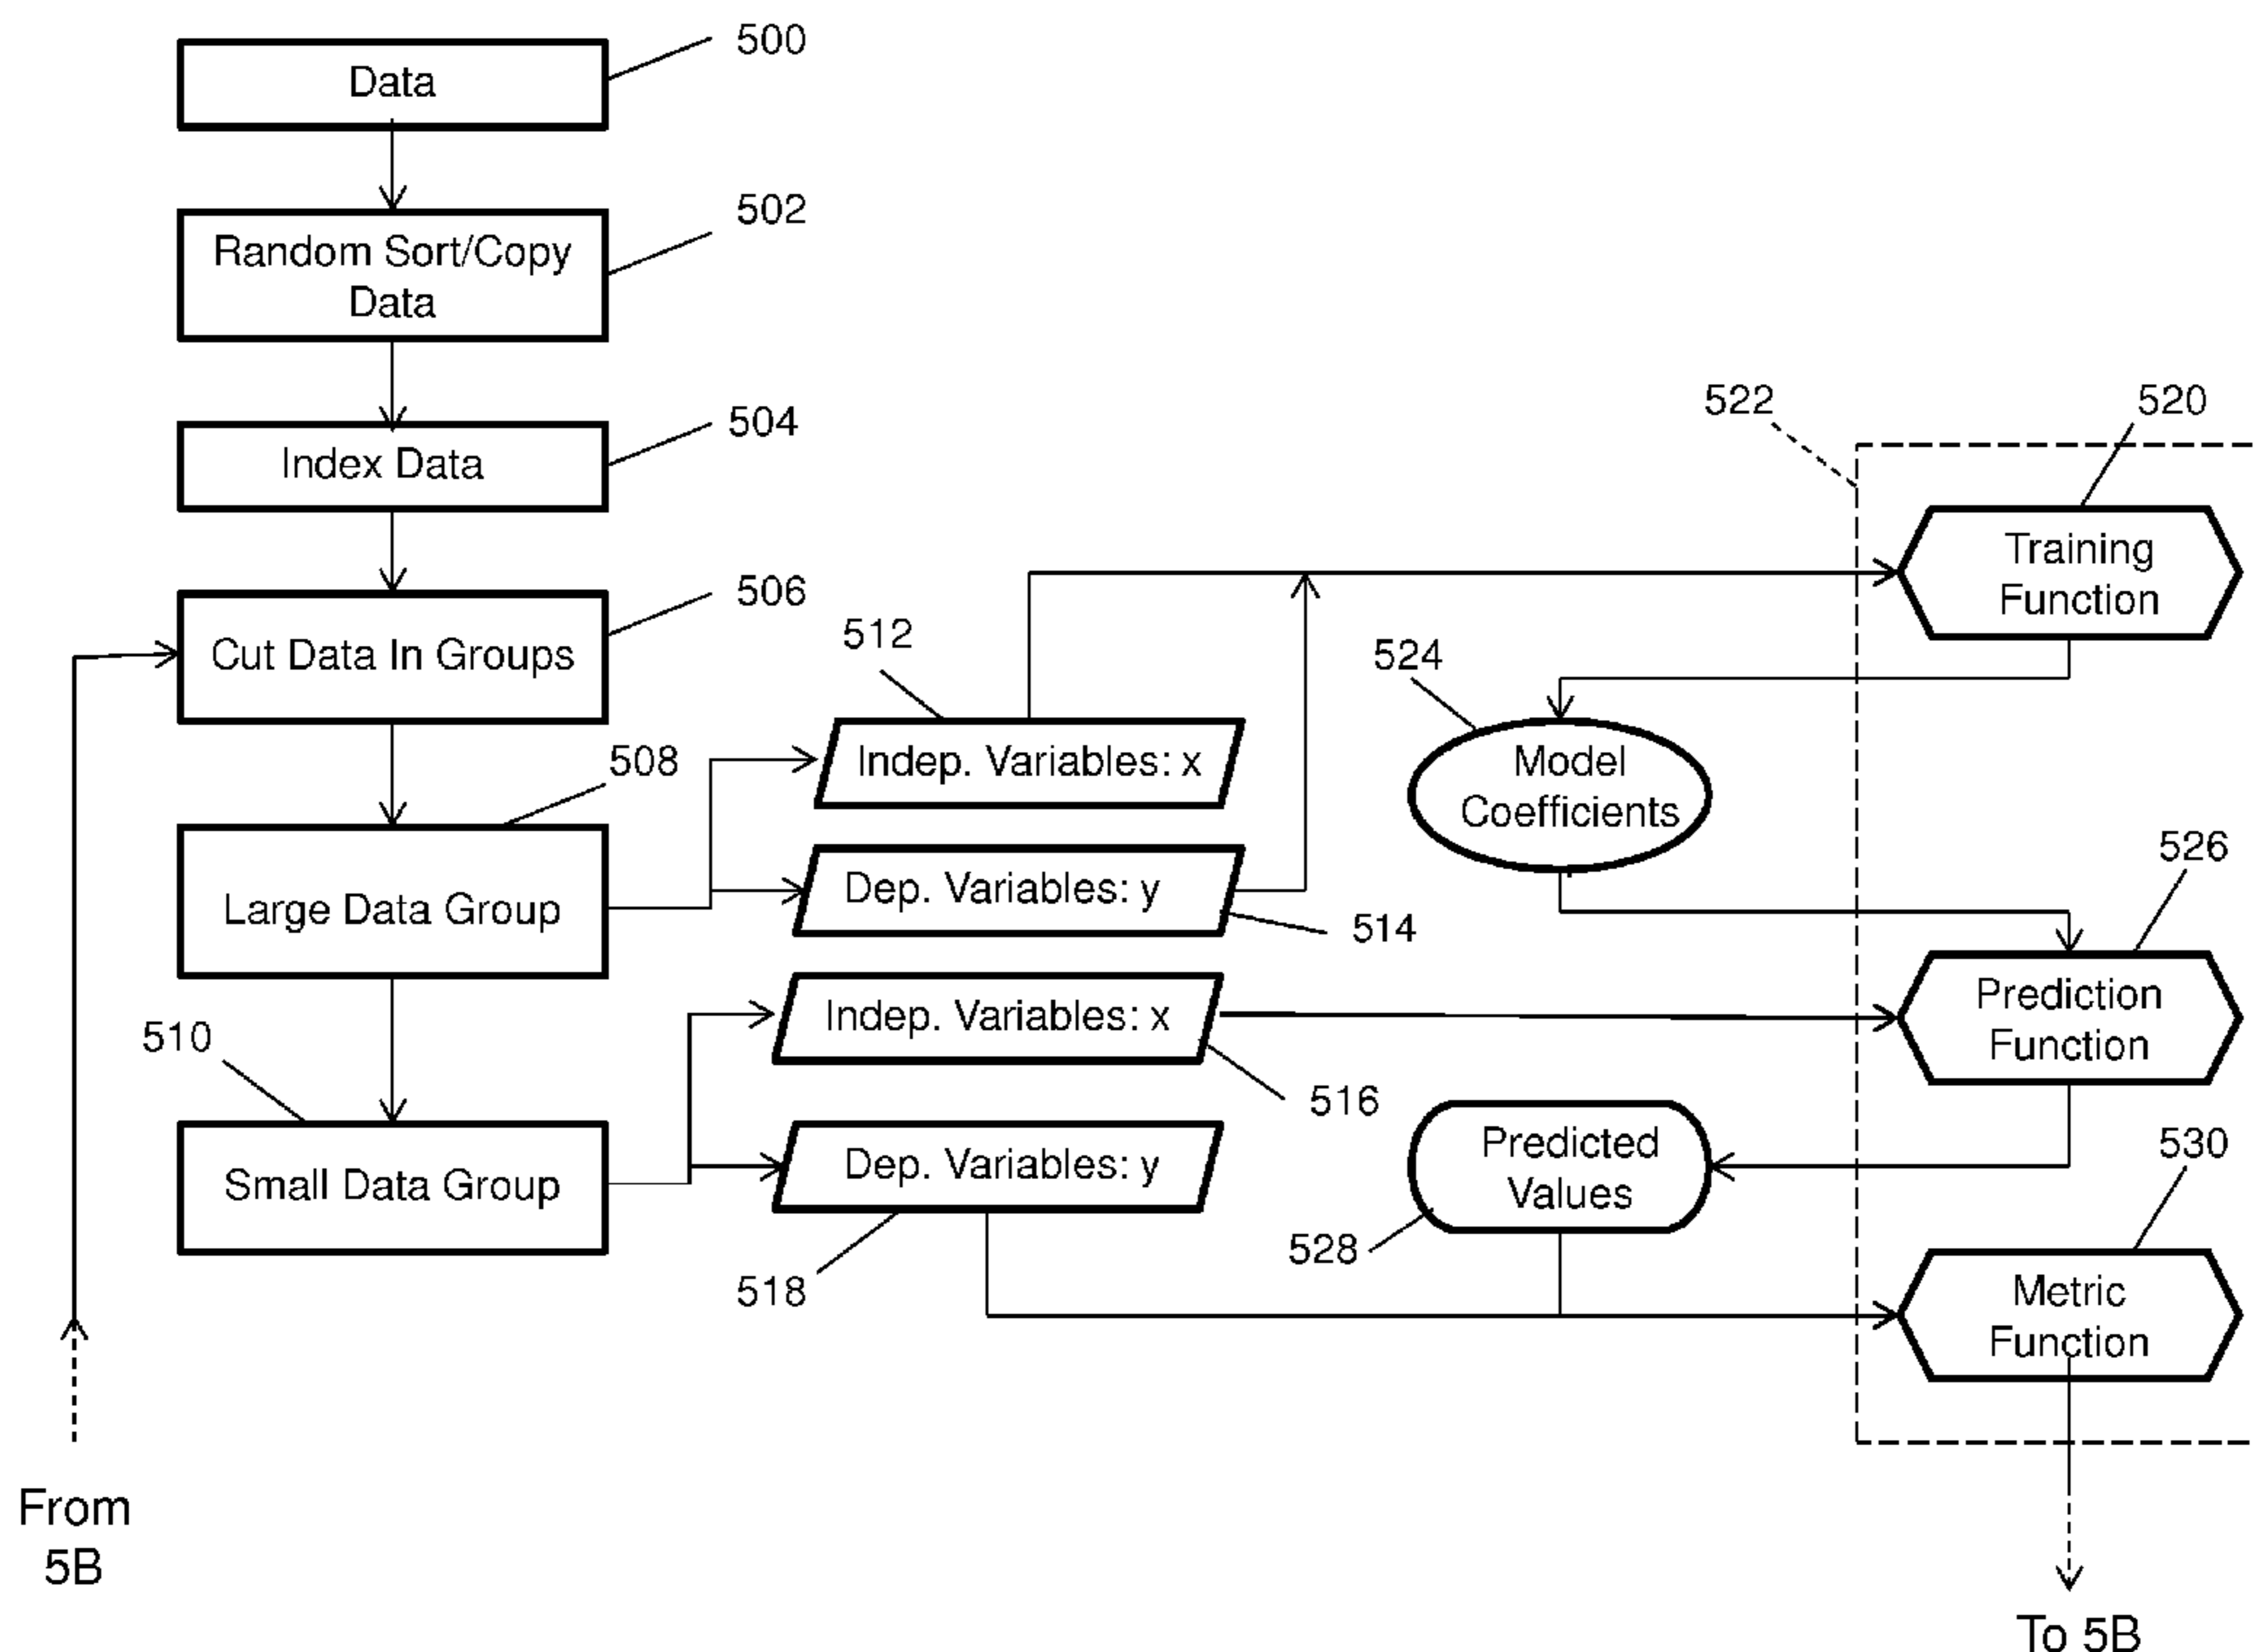 500
Data
502
Random Sort/Copy
Data
504
Index Data
522
520
506
Training
Function
512
524
Cut Data In Groups
508
Indep. Variables: x
Model
Coefficients
526
Dep. Variables: y
Large Data Group
514
Prediction
Function
510
Indep. Variables: x
516
Predicted
Values
530
Dep. Variables: y
Small Data Group
528
518
Metric
Function
From
5B
To 5B